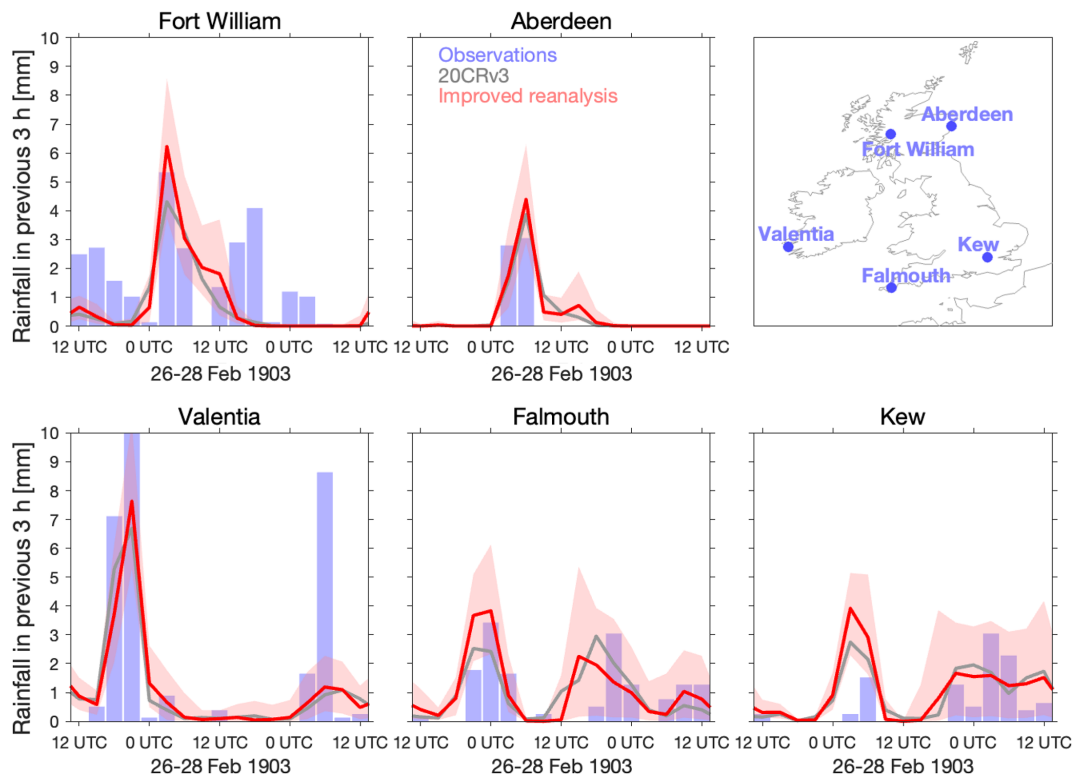 Fort William
Aberdeen
Rainfall in previous 3 h [mm]
10
9
8
7
6
5
4
3
2
1
0
12 UTC 0 UTC 12 UTC 0 UTC 12 UTC
26-28 Feb 1903
Observations
20CRv3
Improved reanalysis
12 UTC 0 UTC 12 UTC 0 UTC 12 UTC
26-28 Feb 1903
Aberdeen
Fort William
Valentia
Kew
Falmouth
Valentia
Falmouth
Kew
Rainfall in previous 3 h [mm]
10
9
8
7
6
5
4
3
2
1
0
12 UTC 0 UTC 12 UTC 0 UTC 12 UTC
26-28 Feb 1903
12 UTC 0 UTC 12 UTC 0 UTC 12 UTC
26-28 Feb 1903
12 UTC 0 UTC 12 UTC 0 UTC 12 UTC
26-28 Feb 1903